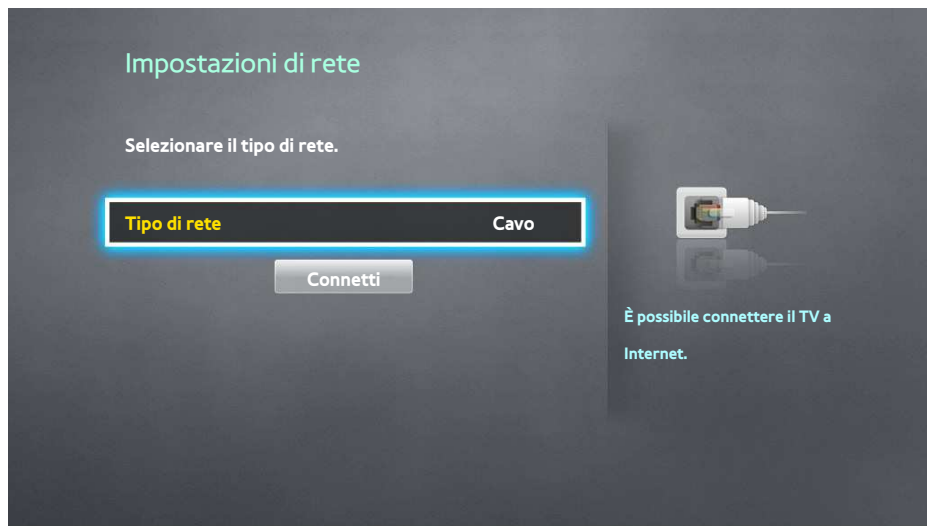 Impostazioni di rete
Selezionare il tipo di rete.
Tipo di rete Cavo
Connetti
È possibile connettere il TV a
Internet.